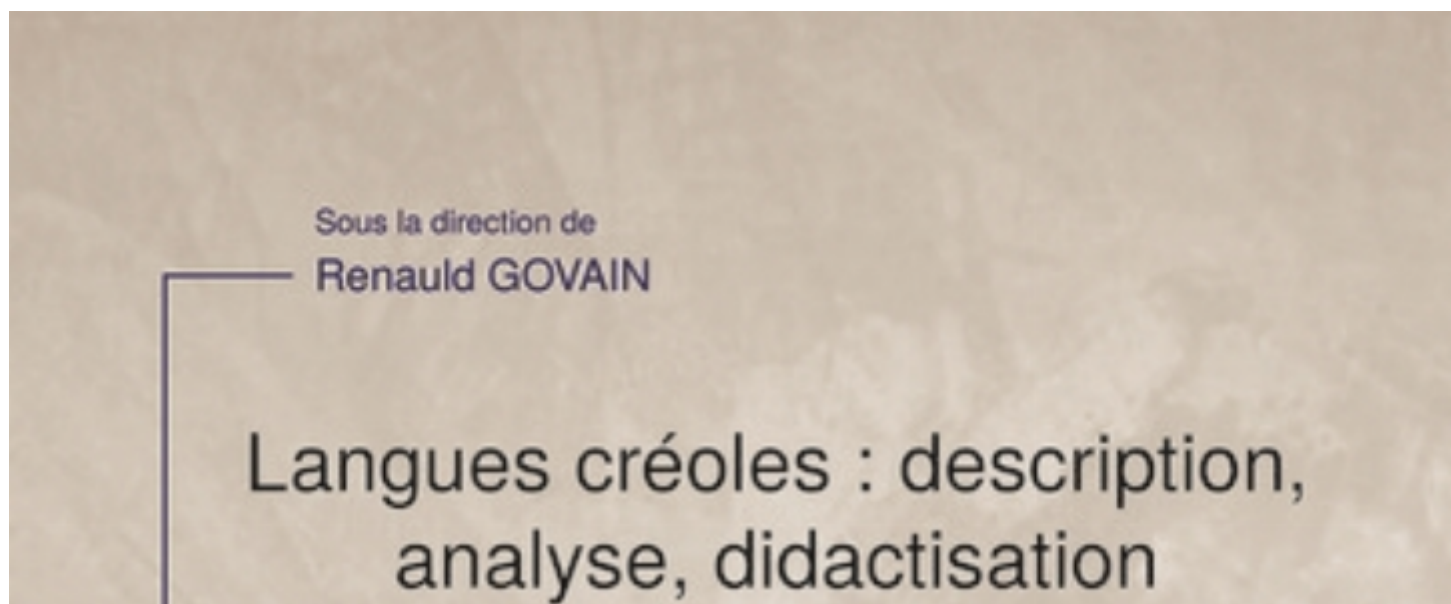 Sous la direction de
Renauld GOVAIN
Langues créoles : description,
analyse, didactisation